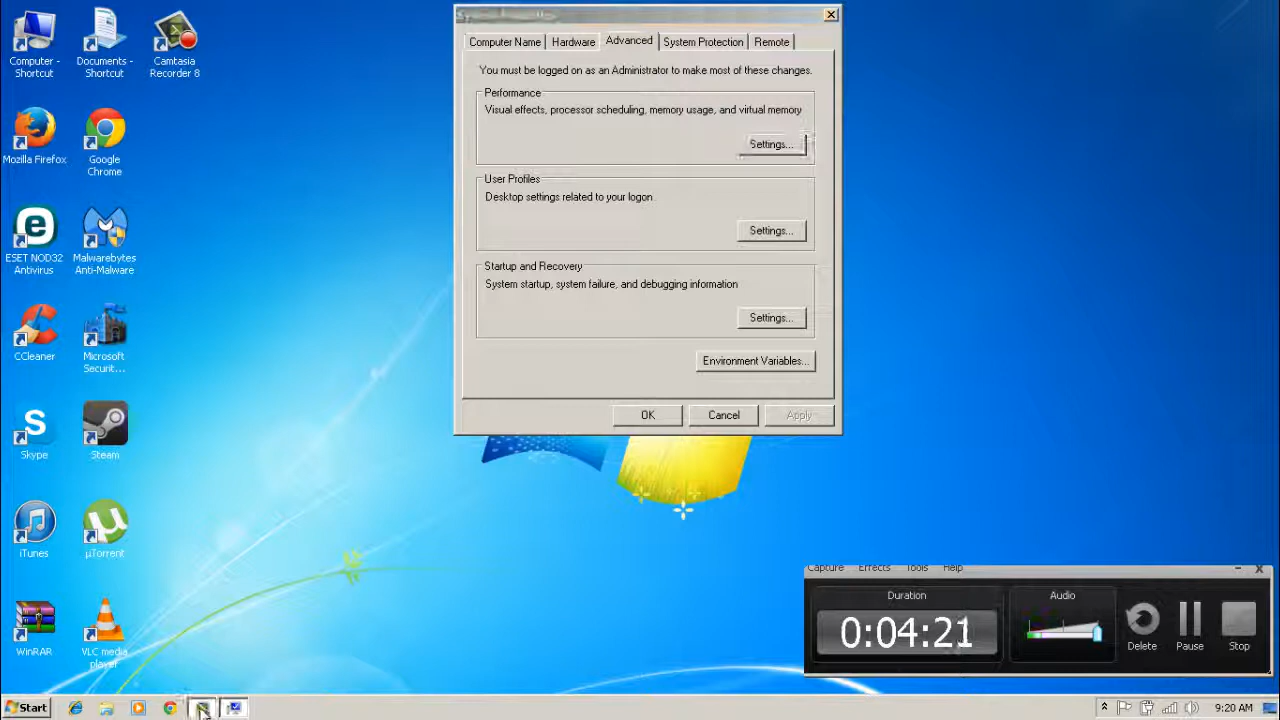 Computer -
Shortcut
Documents -
Shortcut
Camtasia
Recorder 8
Mozilla Firefox
Google
Chrome
ESET NOD32
Antivirus
Malwarebytes
Anti-Malware
CCleaner
Microsoft
Securit...
Skype
Steam
iTunes
µTorrent
WinRAR
VLC media
player
Computer Name
Hardware
Advanced
System Protection
Remote
You must be logged on as an Administrator to make most of these changes.
Performance
Visual effects, processor scheduling, memory usage, and virtual memory
Settings...
User Profiles
Desktop settings related to your logon
Settings...
Startup and Recovery
System startup, system failure, and debugging information
Settings...
Environment Variables...
OK
Cancel
Apply
Capture Effects Tools Help
Duration
0:04:21
Audio
Delete
Pause
Stop
Start
9:20 AM